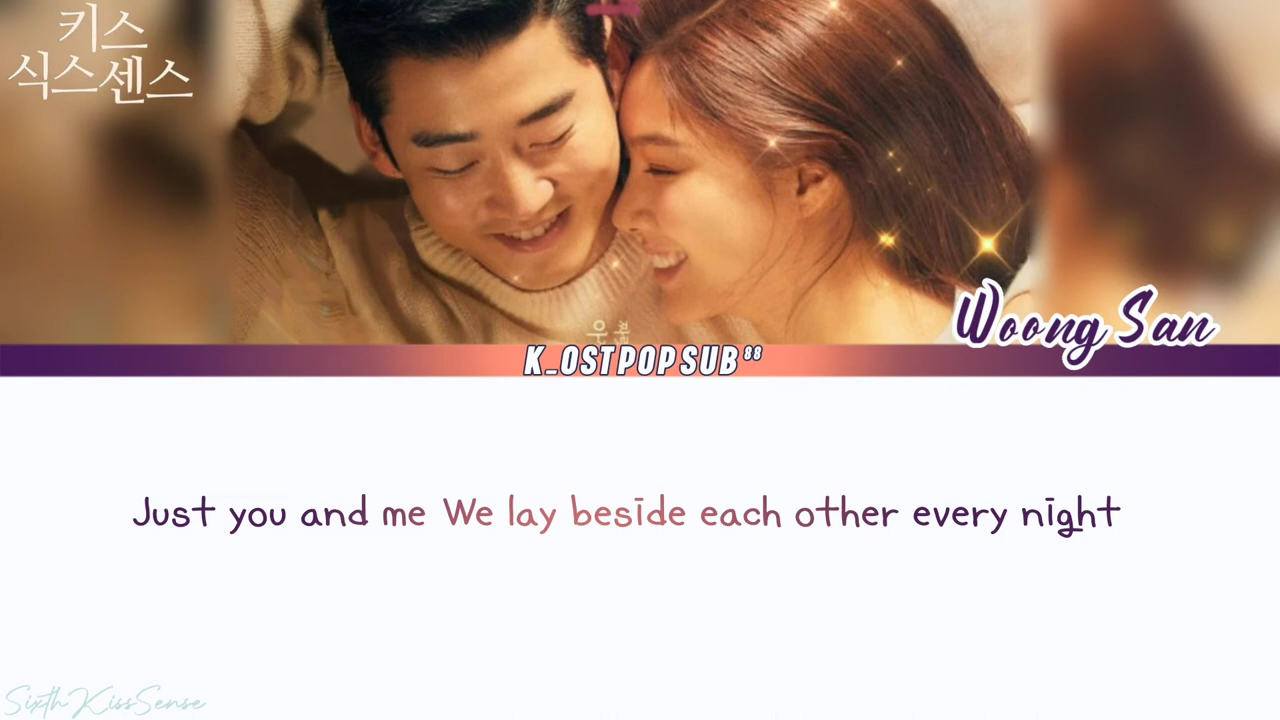 키스
식스센스
Woong San
K_OSTPOPSUB⁸⁸
Just you and me We lay beside each other every night
SixthKissSense